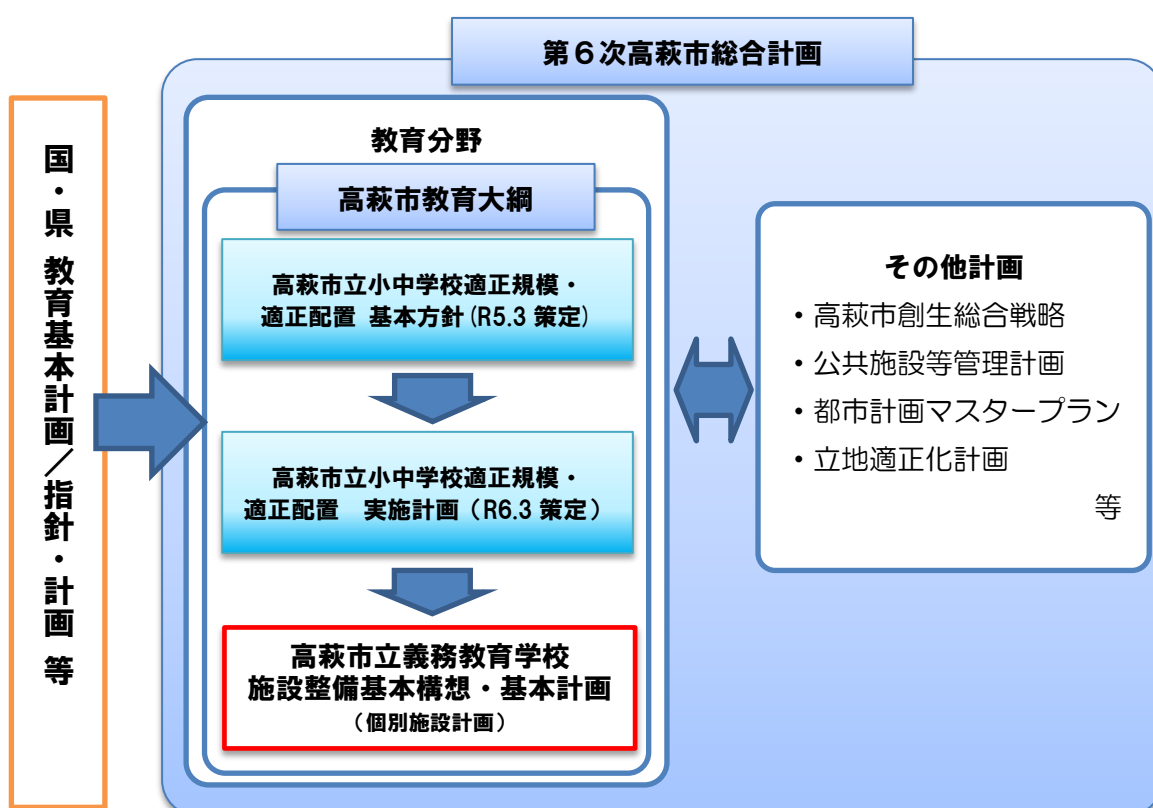 第６次高萩市総合計画
国・県 教育基本計画／指針・計画 等
教育分野
高萩市教育大綱
高萩市立小中学校適正規模・
適正配置 基本方針(R5.3 策定)
高萩市立小中学校適正規模・
適正配置　実施計画（R6.3 策定）
高萩市立義務教育学校
施設整備基本構想・基本計画
（個別施設計画）
その他計画
・高萩市創生総合戦略
・公共施設等管理計画
・都市計画マスタープラン
・立地適正化計画
等